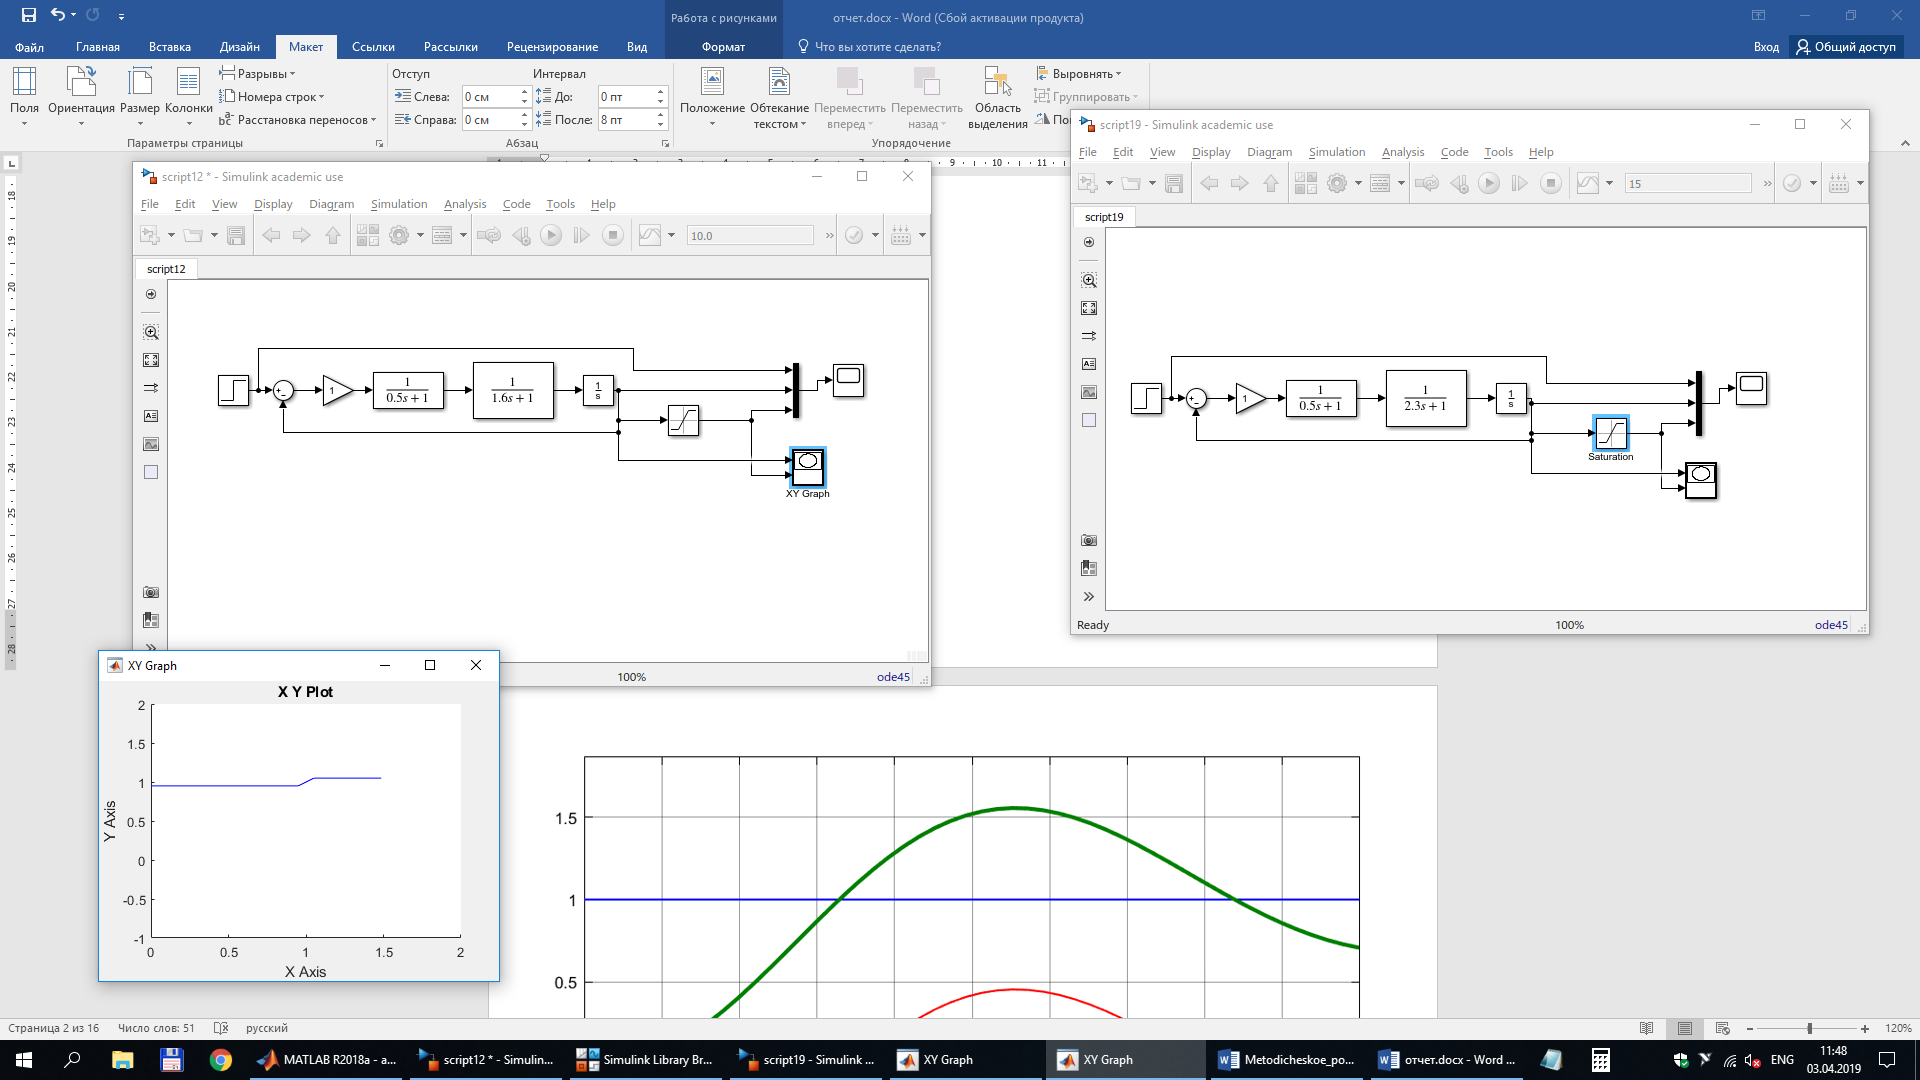 Работа с рисунками
отчет.docx - Word (Сбой активации продукта)
Файл Главная Вставка Дизайн Макет Ссылки Рассылки Рецензирование Вид Формат Что вы хотите сделать? Вход Общий доступ
Поля Ориентация Размер Колонки
Разрывы
Номера строк
Расстановка переносов
Параметры страницы
Отступ Интервал
Слева: 0 см До: 0 пт
Справа: 0 см После: 8 пт
Абзац
Положение Обтекание текстом Переместить вперед Переместить назад Область выделения
Выровнять
Группировать
Упорядочение
script12 * - Simulink academic use
File Edit View Display Diagram Simulation Analysis Code Tools Help
10.0
script12
1
1
0.5s + 1
1
1.6s + 1
1
s
XY Graph
100% ode45
script19 - Simulink academic use
File Edit View Display Diagram Simulation Analysis Code Tools Help
15
script19
1
1
0.5s + 1
1
2.3s + 1
1
s
Saturation
Ready 100% ode45
XY Graph
X Y Plot
2
1.5
1
0.5
0
-0.5
-1
0 0.5 1 1.5 2
X Axis
Y Axis
1.5
1
0.5
Страница 2 из 16 Число слов: 51 русский 120%
MATLAB R2018a - a... script12 * - Simulin... Simulink Library Br... script19 - Simulink ... XY Graph XY Graph Metodicheskoe_po... отчет.docx - Word ... ENG 11:48
03.04.2019